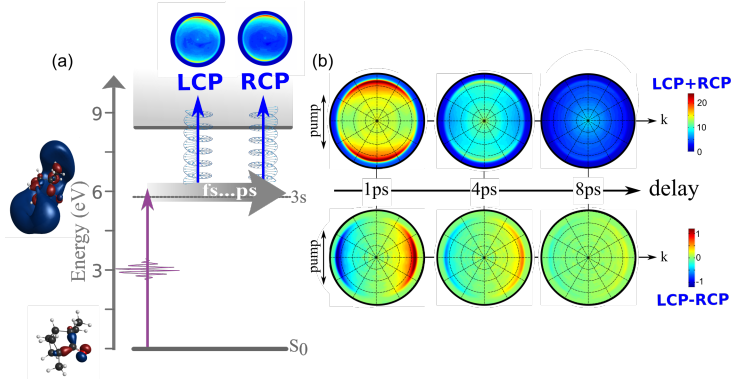 (a)
LCP RCP
9
6
3
Energy (eV)
fs...ps
3s
S0
(b)
LCP+RCP
pump
k
20
10
0
1ps 4ps 8ps delay
pump
k
1
0
-1
LCP-RCP